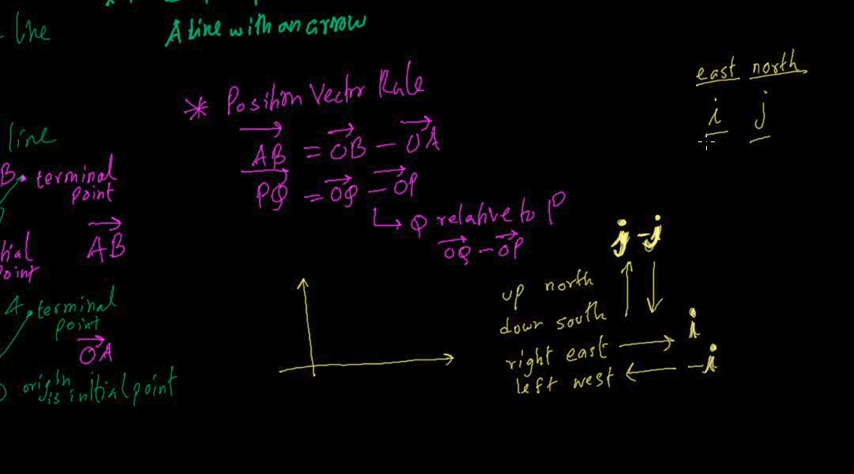 line
A line with an arrow
east north
i j
* Position Vector Rule
AB = OB - OA
PQ = OQ - OP
↳ Q relative to P
OQ - OP
line
B terminal
point
AB
tial
point
A terminal
point
OA
origin
is initial point
j -j
up north
down south
right east → i
left west ← -i